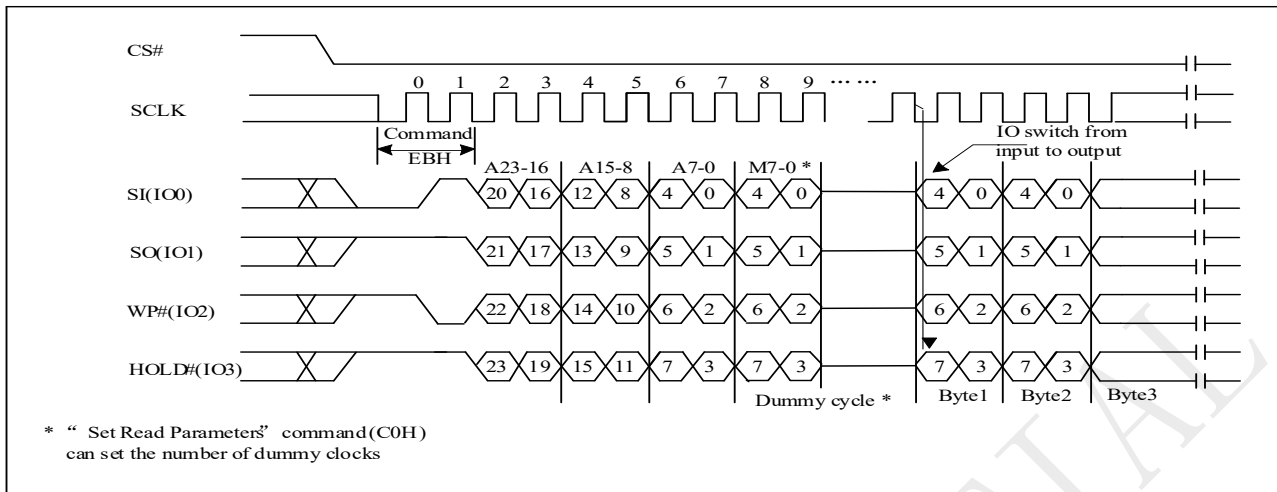 CS#
0 1 2 3 4 5 6 7 8 9 ... ...
SCLK
Command
IO switch from
input to output
EBH
A23-16 A15-8 A7-0 M7-0 *
SI(IO0) 20 16 12 8 4 0 4 0 4 0 4 0
SO(IO1) 21 17 13 9 5 1 5 1 5 1 5 1
WP#(IO2) 22 18 14 10 6 2 6 2 6 2 6 2
HOLD#(IO3) 23 19 15 11 7 3 7 3 7 3 7 3
Dummy cycle * Byte1 Byte2 Byte3
* “ Set Read Parameters” command(C0H)
can set the number of dummy clocks
TIAL